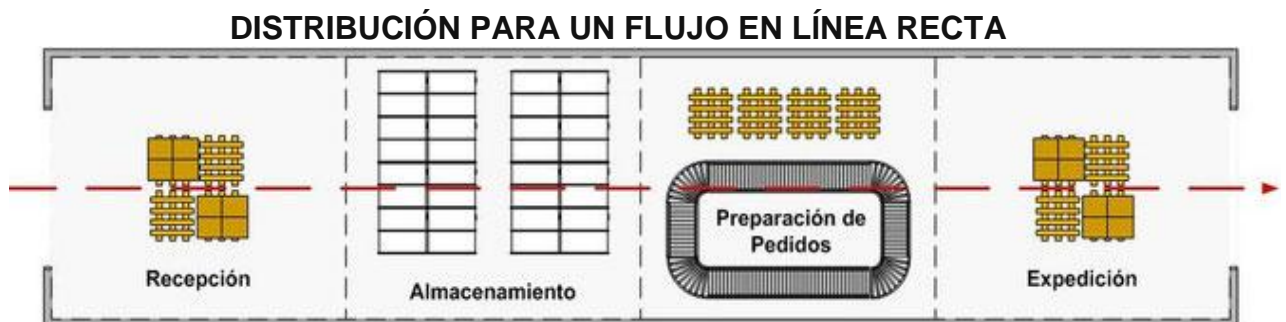 DISTRIBUCIÓN PARA UN FLUJO EN LÍNEA RECTA
Recepción
Almacenamiento
Preparación de
Pedidos
Expedición